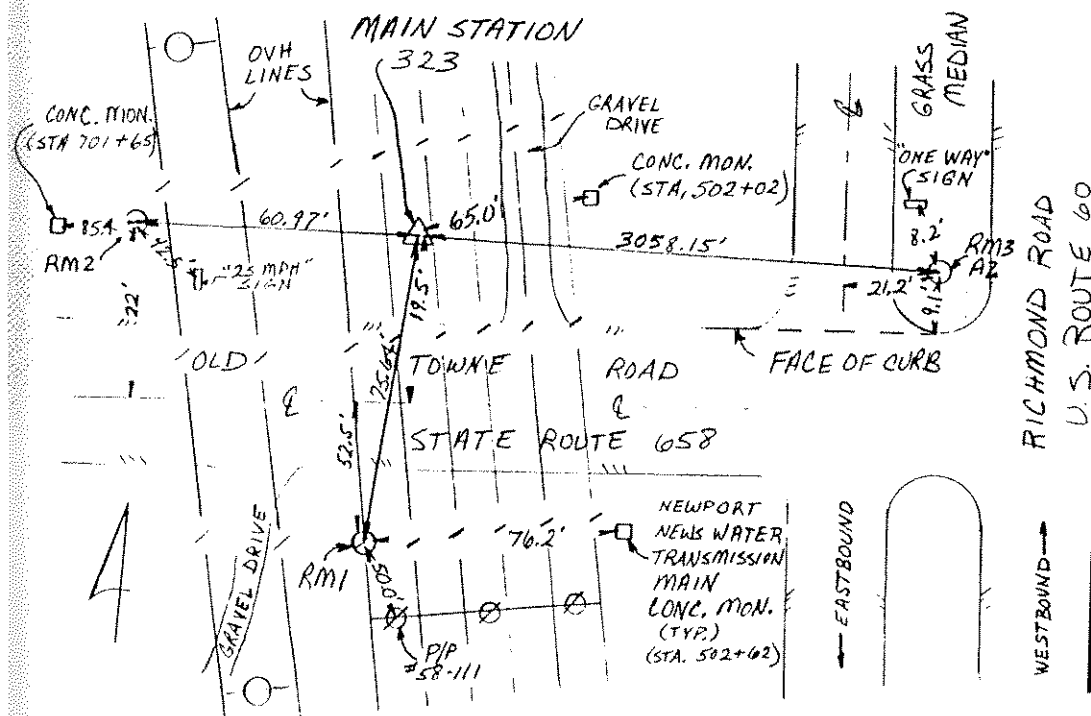 MAIN STATION
323
OVH
LINES
GRASS
MEDIAN
CONC. MON.
(STA 701+65)
GRAVEL
DRIVE
CONC. MON.
(STA, 502+02)
"ONE WAY"
SIGN
85.4
60.97'
65.0'
3058.15'
8.2'
RM3
AZ
RM2
42.5'
"25 MPH"
SIGN
22'
19.5'
21.2'
9.1'
OLD
TOWNE
ROAD
FACE OF CURB
STATE ROUTE 658
52.5'
RICHMOND ROAD
U.S. ROUTE 60
RM1
76.2'
NEWPORT
NEWS WATER
TRANSMISSION
MAIN
CONC. MON.
(TYP.)
(STA. 502+62)
50.0'
P/P
# 58-111
GRAVEL DRIVE
EASTBOUND
WESTBOUND